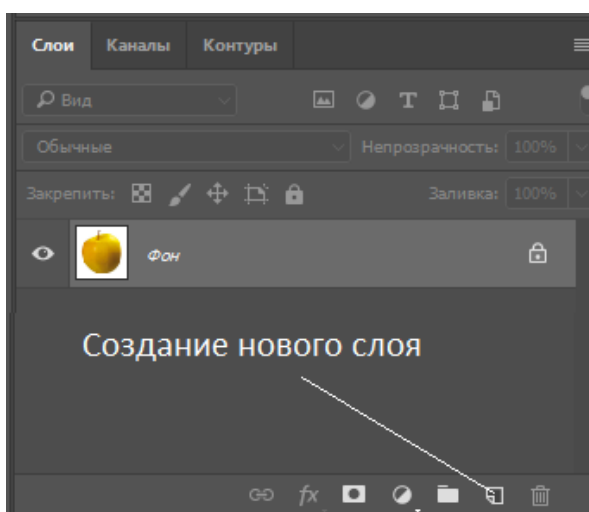 Слои Каналы Контуры
Вид T
Обычные Непрозрачность: 100%
Закрепить: Заливка: 100%
Фон
Создание нового слоя
fx